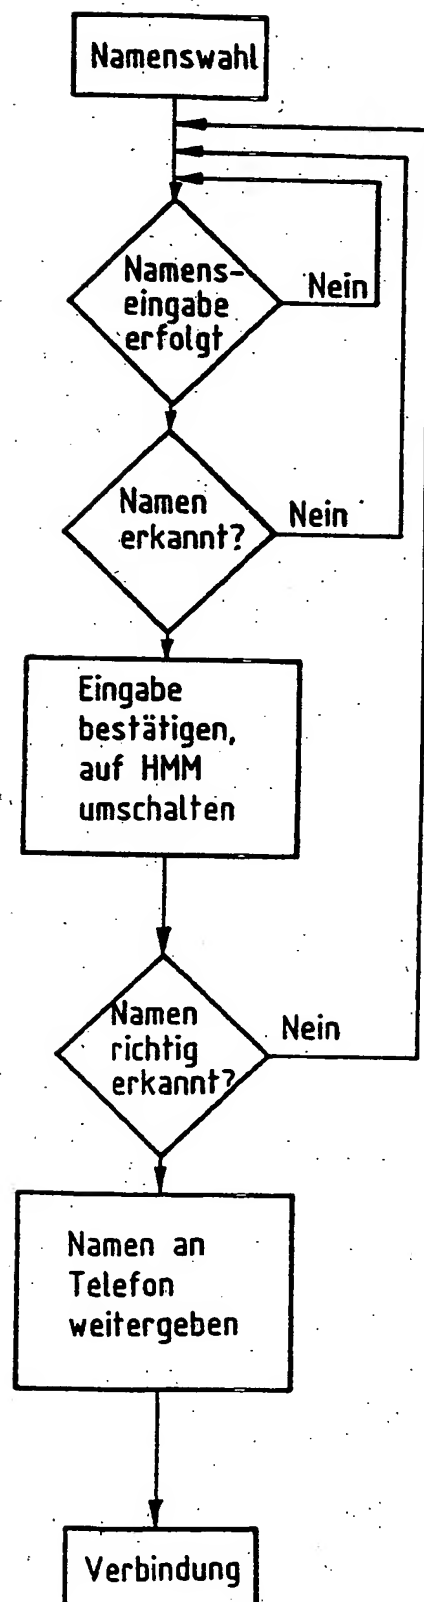 Namenswahl
Namens-
eingabe
erfolgt
Nein
Namen
erkannt?
Nein
Eingabe
bestätigen,
auf HMM
umschalten
Namen
richtig
erkannt?
Nein
Namen an
Telefon
weitergeben
Verbindung